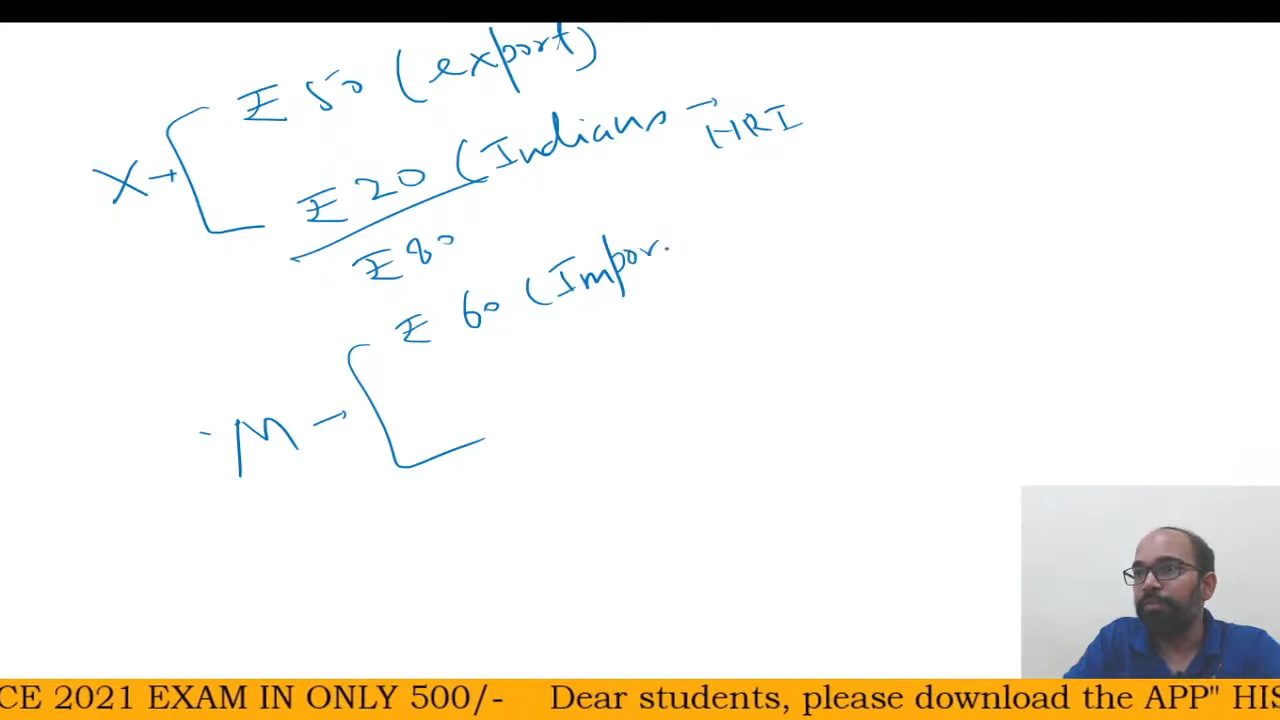 ₹ 50 (export)
X → ₹ 20 (Indians → HRI
₹ 80
₹ 60 (Impor
M →
CE 2021 EXAM IN ONLY 500/- Dear students, please download the APP" HIS